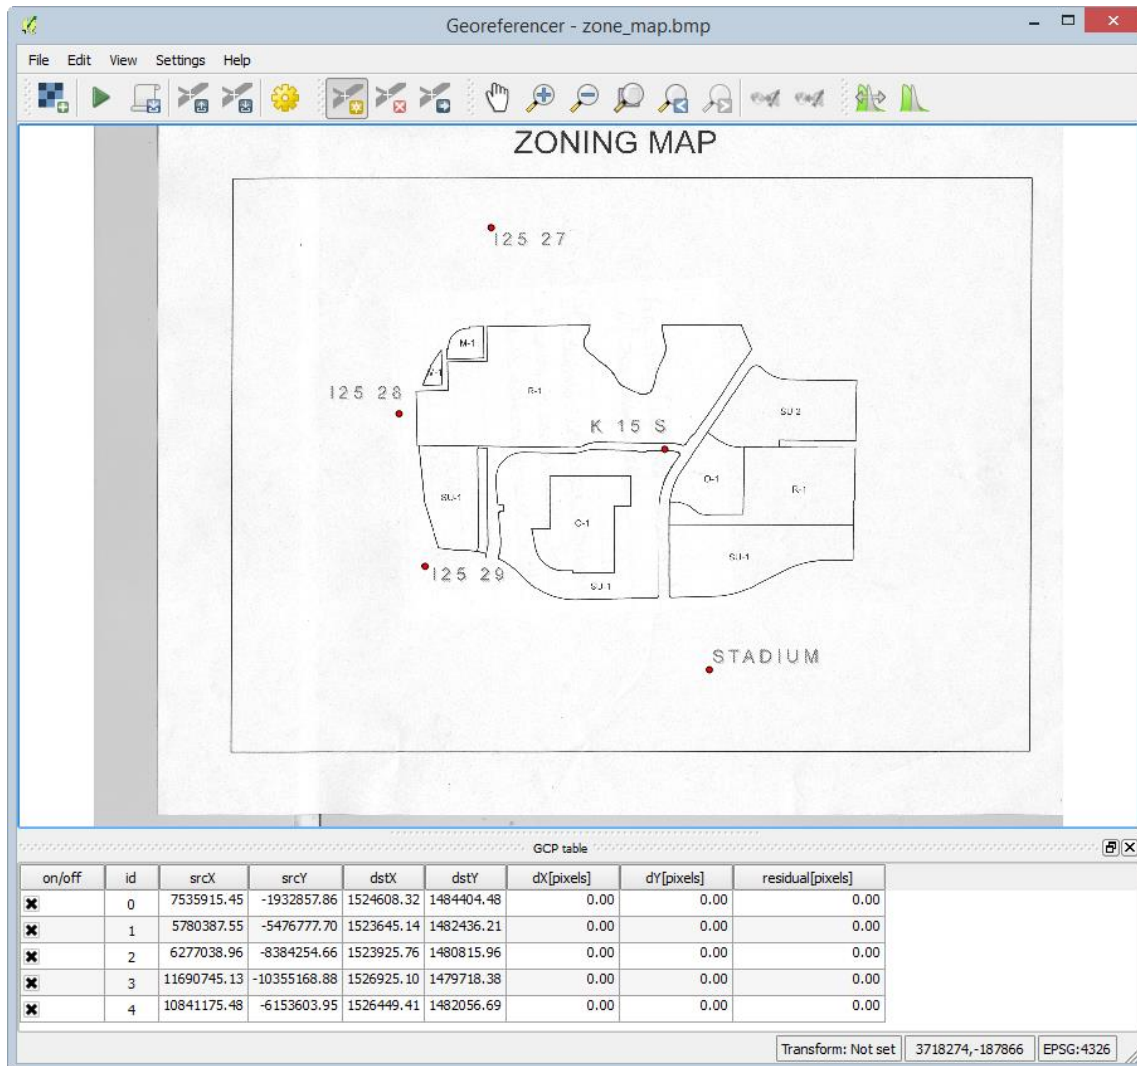 Georeferencer - zone_map.bmp
File Edit View Settings Help
ZONING MAP
I25 27
M-1
M-1
I25 28
R-1
SU 2
K 15 S
O-1
R-1
SU-1
C-1
SU-1
I25 29
SU-1
STADIUM
GCP table
on/off id srcX srcY dstX dstY dX[pixels] dY[pixels] residual[pixels]
0 7535915.45 -1932857.86 1524608.32 1484404.48 0.00 0.00 0.00
1 5780387.55 -5476777.70 1523645.14 1482436.21 0.00 0.00 0.00
2 6277038.96 -8384254.66 1523925.76 1480815.96 0.00 0.00 0.00
3 11690745.13 -10355168.88 1526925.10 1479718.38 0.00 0.00 0.00
4 10841175.48 -6153603.95 1526449.41 1482056.69 0.00 0.00 0.00
Transform: Not set 3718274,-187866 EPSG:4326